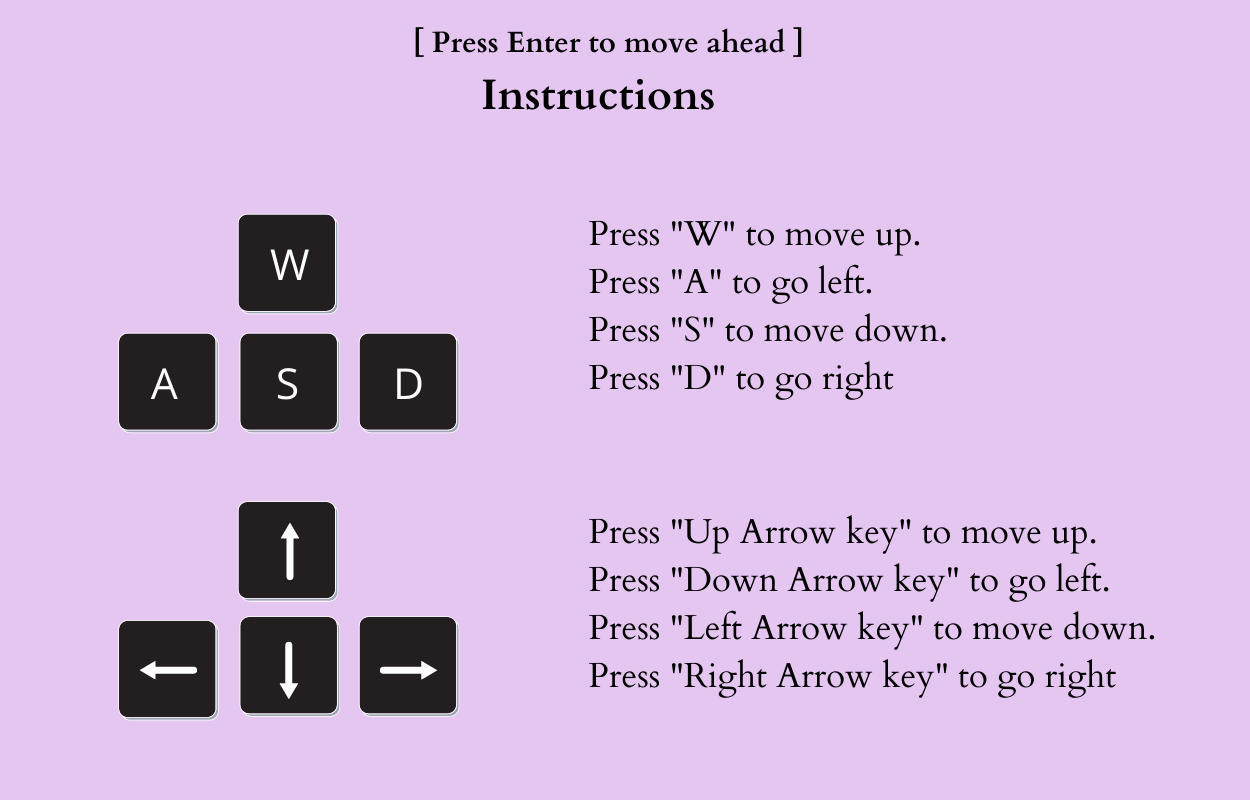 [ Press Enter to move ahead ]
Instructions
W
A S D
Press "W" to move up.
Press "A" to go left.
Press "S" to move down.
Press "D" to go right
Press "Up Arrow key" to move up.
Press "Down Arrow key" to go left.
Press "Left Arrow key" to move down.
Press "Right Arrow key" to go right